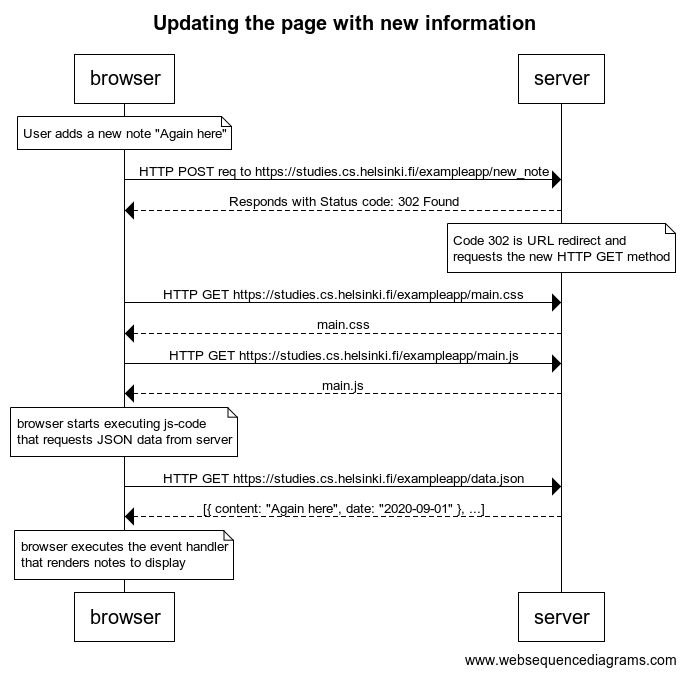 Updating the page with new information
browser
server
User adds a new note "Again here"
HTTP POST req to https://studies.cs.helsinki.fi/exampleapp/new_note
Responds with Status code: 302 Found
Code 302 is URL redirect and
requests the new HTTP GET method
HTTP GET https://studies.cs.helsinki.fi/exampleapp/main.css
main.css
HTTP GET https://studies.cs.helsinki.fi/exampleapp/main.js
main.js
browser starts executing js-code
that requests JSON data from server
HTTP GET https://studies.cs.helsinki.fi/exampleapp/data.json
[{ content: "Again here", date: "2020-09-01" }, ...]
browser executes the event handler
that renders notes to display
browser
server
www.websequencediagrams.com